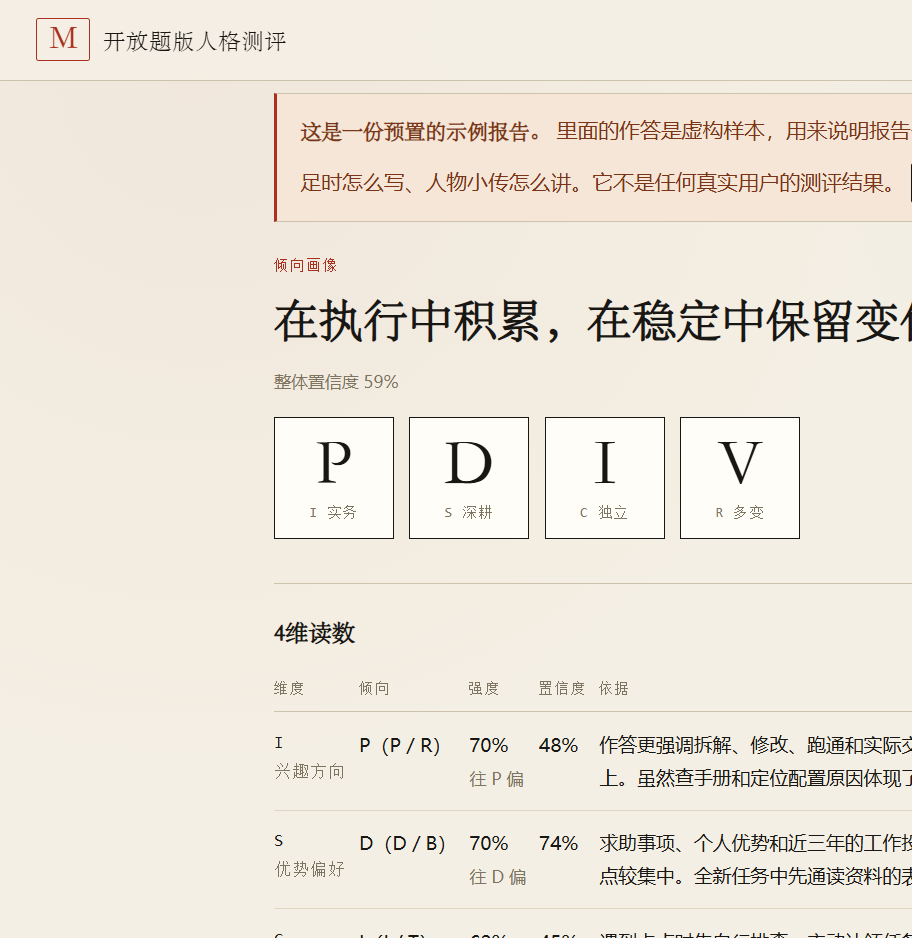 M 开放题版人格测评
这是一份预置的示例报告。 里面的作答是虚构样本，用来说明报告
足时怎么写、人物小传怎么讲。它不是任何真实用户的测评结果。
倾向画像
在执行中积累，在稳定中保留变
整体置信度 59%
P D I V
I 实务 S 深耕 C 独立 R 多变
4维读数
维度 倾向 强度 置信度 依据
I P（P / R） 70% 48% 作答更强调拆解、修改、跑通和实际
兴趣方向 往 P 偏 上。虽然查手册和定位配置原因体现
S D（D / B） 70% 74% 求助事项、个人优势和近三年的工作
优势偏好 往 D 偏 点较集中。全新任务中先通读资料的